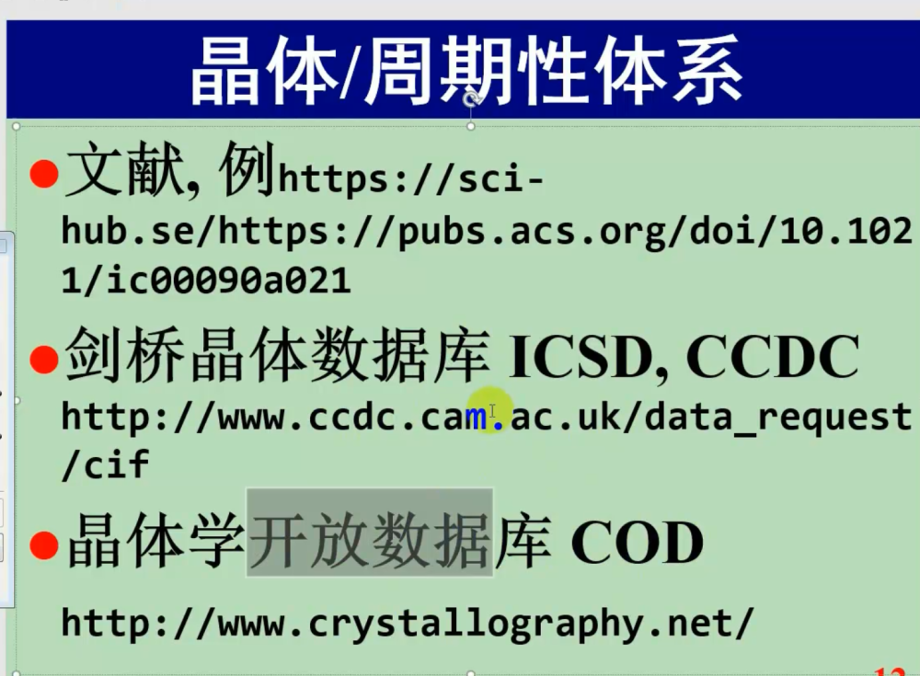 晶体/周期性体系
文献, 例https://sci-
hub.se/https://pubs.acs.org/doi/10.102
1/ic00090a021
剑桥晶体数据库 ICSD, CCDC
http://www.ccdc.cam.ac.uk/data_request
/cif
晶体学开放数据库 COD
http://www.crystallography.net/